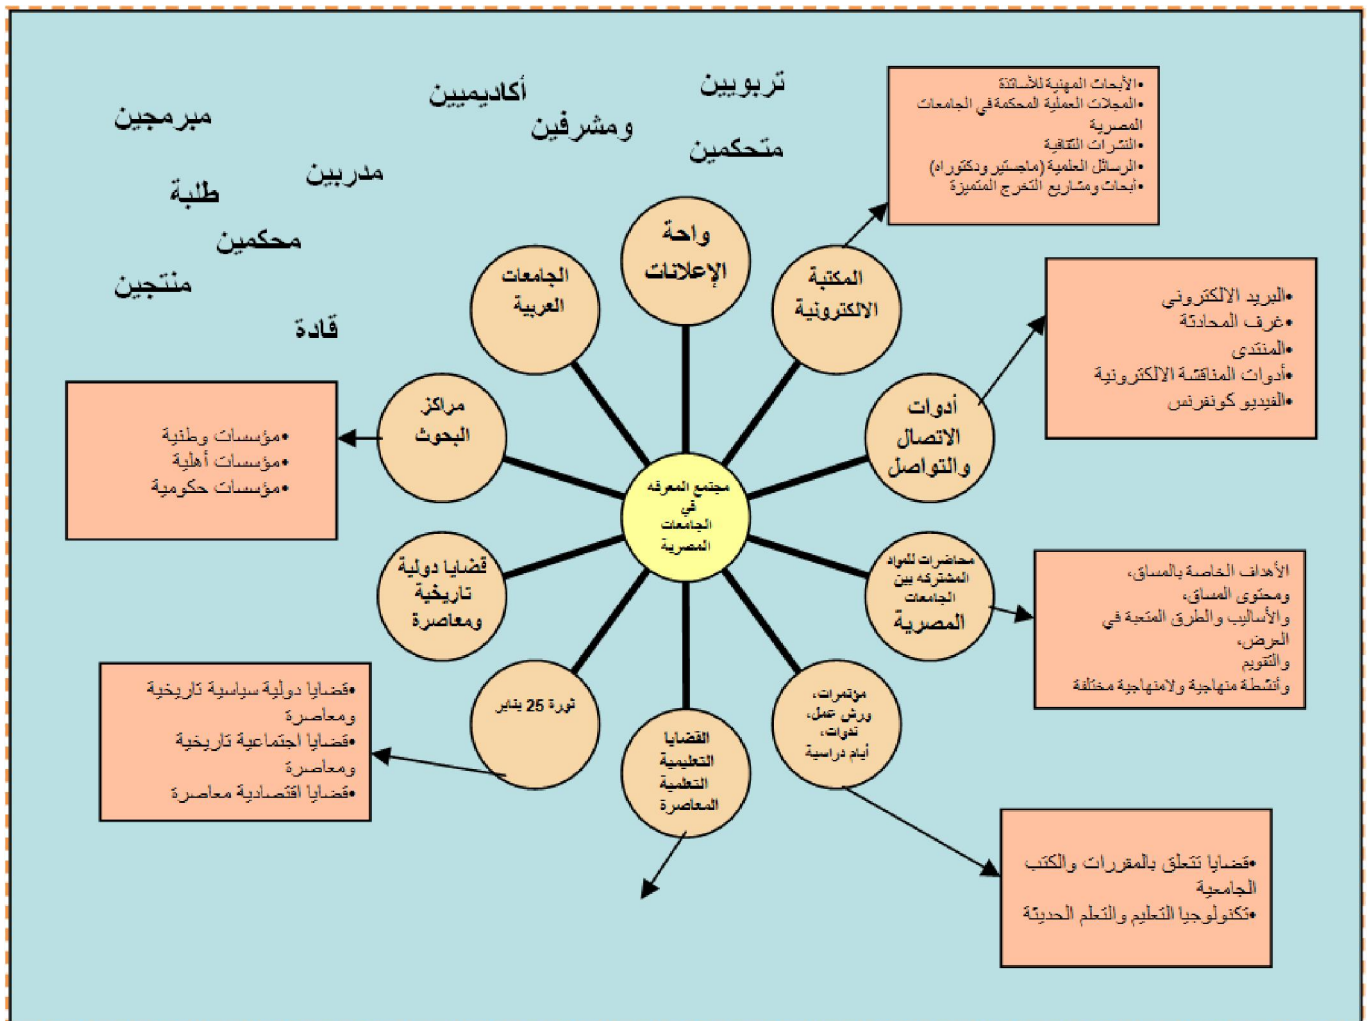 تربويين
أكاديميين
ومشرفين
متحكمين
مبرمجين
مدربين
طلبة
محكمين
منتجين
قادة
•الأبحاث المهنية للأساتذة
•المجلات العملية المحكمة في الجامعات
المصرية
•النشرات الثقافية
•الرسائل العلمية (ماجستير ودكتوراه)
•أبحاث ومشاريع التخرج المتميزة
واحة
الإعلانات
المكتبة
الالكترونية
الجامعات
العربية
•البريد الالكتروني
•غرف المحادثة
•المنتدى
•أدوات المناقشة الالكترونية
•الفيديو كونفرنس
أدوات
الاتصال
والتواصل
مراكز
البحوث
•مؤسسات وطنية
•مؤسسات أهلية
•مؤسسات حكومية
مجتمع المعرفه
في
الجامعات
المصرية
محاضرات للمواد
المشتركه بين
الجامعات
المصرية
الأهداف الخاصة بالمساق،
ومحتوى المساق،
والأساليب والطرق المتعبة في
العرض،
والتقويم
وأنشطة منهاجية ولامنهاجية مختلفة
قضايا دولية
تاريخية
ومعاصرة
مؤتمرات،
ورش عمل،
ندوات،
أيام دراسية
ثورة 25 يناير
القضايا
التعليمية
التعلمية
المعاصرة
•قضايا دولية سياسية تاريخية
ومعاصرة
•قضايا اجتماعية تاريخية
ومعاصرة
•قضايا اقتصادية معاصرة
•قضايا تتعلق بالمقررات والكتب
الجامعية
•تكنولوجيا التعليم والتعلم الحديثة